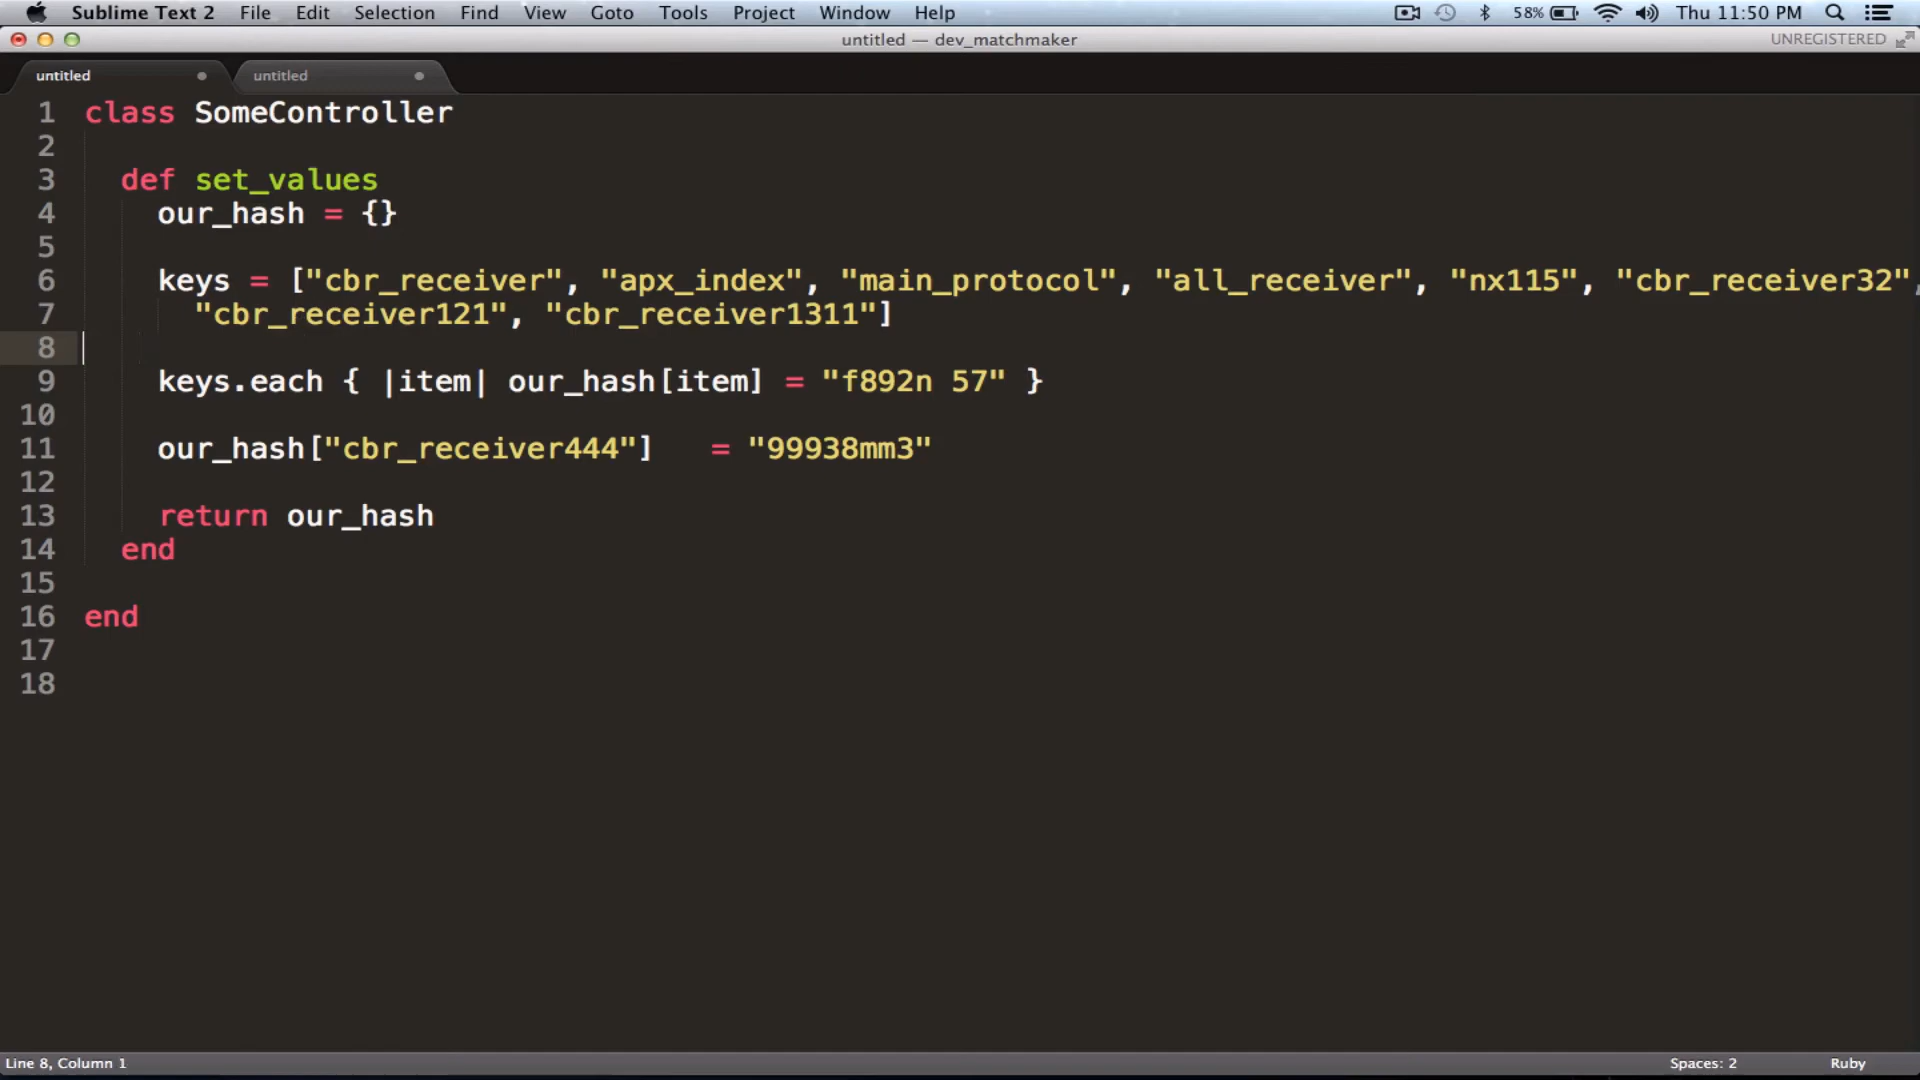 Sublime Text 2 File Edit Selection Find View Goto Tools Project Window Help 58% Thu 11:50 PM
untitled — dev_matchmaker UNREGISTERED
untitled untitled
1 class SomeController
2
3 def set_values
4 our_hash = {}
5
6 keys = ["cbr_receiver", "apx_index", "main_protocol", "all_receiver", "nx115", "cbr_receiver32",
7 "cbr_receiver121", "cbr_receiver1311"]
8
9 keys.each { |item| our_hash[item] = "f892n 57" }
10
11 our_hash["cbr_receiver444"] = "99938mm3"
12
13 return our_hash
14 end
15
16 end
17
18
Line 8, Column 1 Spaces: 2 Ruby